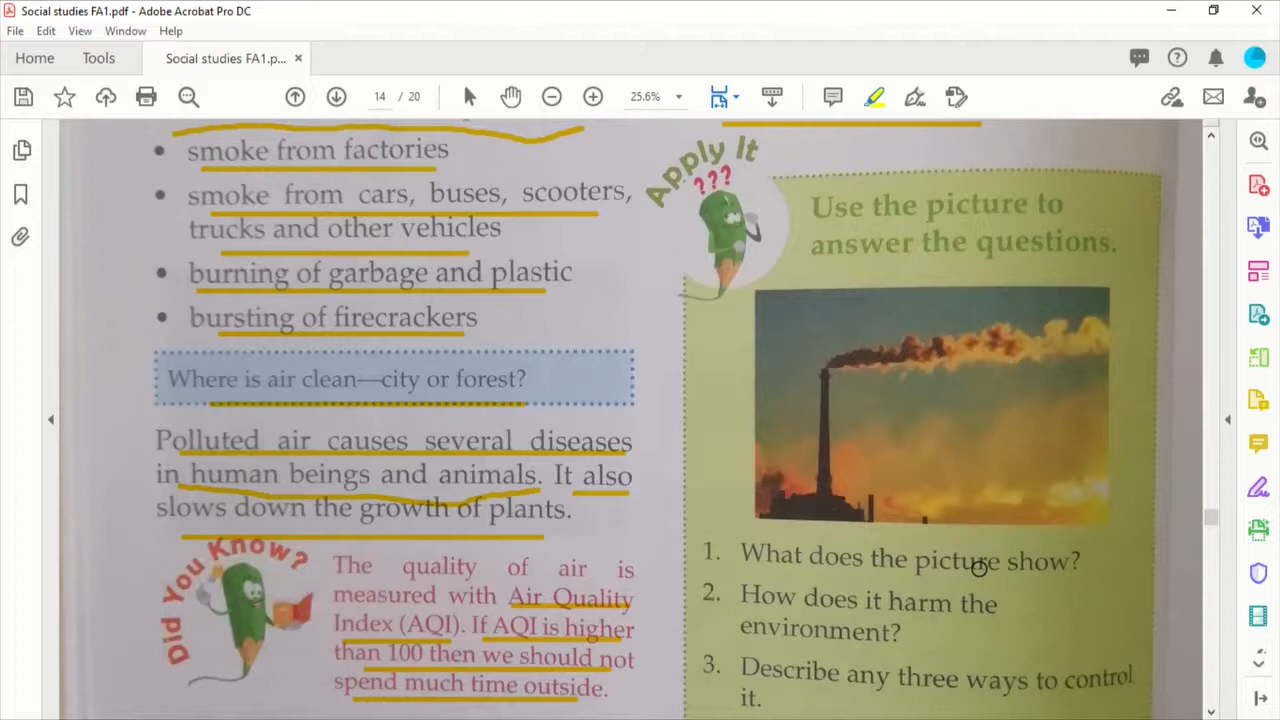 Social studies FA1.pdf - Adobe Acrobat Pro DC
File Edit View Window Help
Home Tools Social studies FA1.p... ×
14 / 20 25.6%
smoke from factories
smoke from cars, buses, scooters,
trucks and other vehicles
burning of garbage and plastic
bursting of firecrackers
Where is air clean—city or forest?
Polluted air causes several diseases
in human beings and animals. It also
slows down the growth of plants.
Did You Know?
The quality of air is
measured with Air Quality
Index (AQI). If AQI is higher
than 100 then we should not
spend much time outside.
Apply It
???
Use the picture to
answer the questions.
1. What does the picture show?
2. How does it harm the
environment?
3. Describe any three ways to control
it.